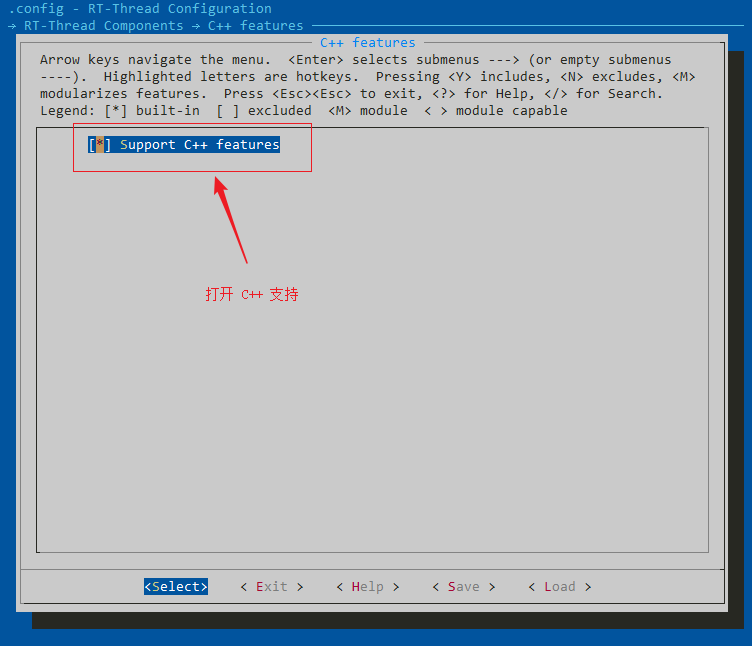 .config - RT-Thread Configuration
→ RT-Thread Components → C++ features
C++ features
Arrow keys navigate the menu.  <Enter> selects submenus ---> (or empty submenus
----).  Highlighted letters are hotkeys.  Pressing <Y> includes, <N> excludes, <M>
modularizes features.  Press <Esc><Esc> to exit, <?> for Help, </> for Search.
Legend: [*] built-in  [ ] excluded  <M> module  < > module capable
[*] Support C++ features
打开 C++ 支持
<Select>    < Exit >    < Help >    < Save >    < Load >